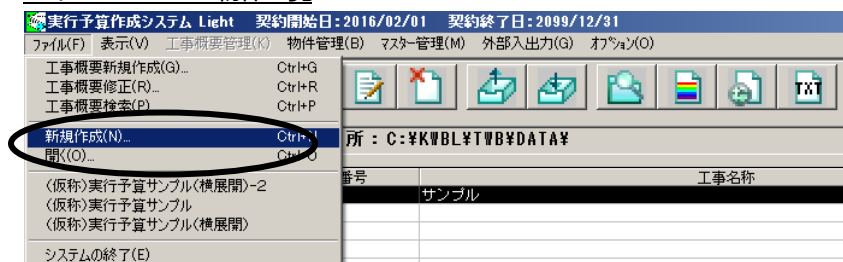 実行予算作成システム Light 契約開始日:2016/02/01 契約終了日:2099/12/31
ファイル(F) 表示(V) 工事概要管理(K) 物件管理(B) マスター管理(M) 外部入出力(G) オプション(O)
工事概要新規作成(G)... Ctrl+G
工事概要修正(R)... Ctrl+R
工事概要検索(P)... Ctrl+P
TXT
新規作成(N)... Ctrl+N
所:C:¥KWBL¥TWB¥DATA¥
開く(O)... Ctrl+O
番号 工事名称
(仮称)実行予算サンプル(横展開)-2
サンプル
(仮称)実行予算サンプル
(仮称)実行予算サンプル(横展開)
システムの終了(E)